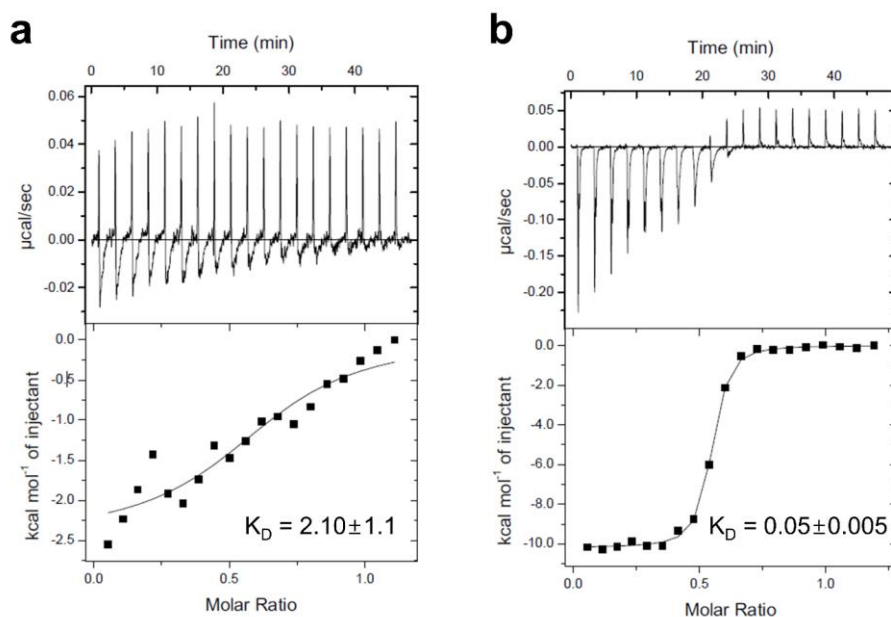 a
Time (min)
0 10 20 30 40
0.06
0.04
0.02
0.00
-0.02
µcal/sec
0.0
-0.5
-1.0
-1.5
-2.0
-2.5
kcal mol⁻¹ of injectant
K_D = 2.10±1.1
0.0 0.5 1.0
Molar Ratio
b
Time (min)
0 10 20 30 40
0.05
0.00
-0.05
-0.10
-0.15
-0.20
µcal/sec
0.0
-2.0
-4.0
-6.0
-8.0
-10.0
kcal mol⁻¹ of injectant
K_D = 0.05±0.005
0.0 0.5 1.0
Molar Ratio